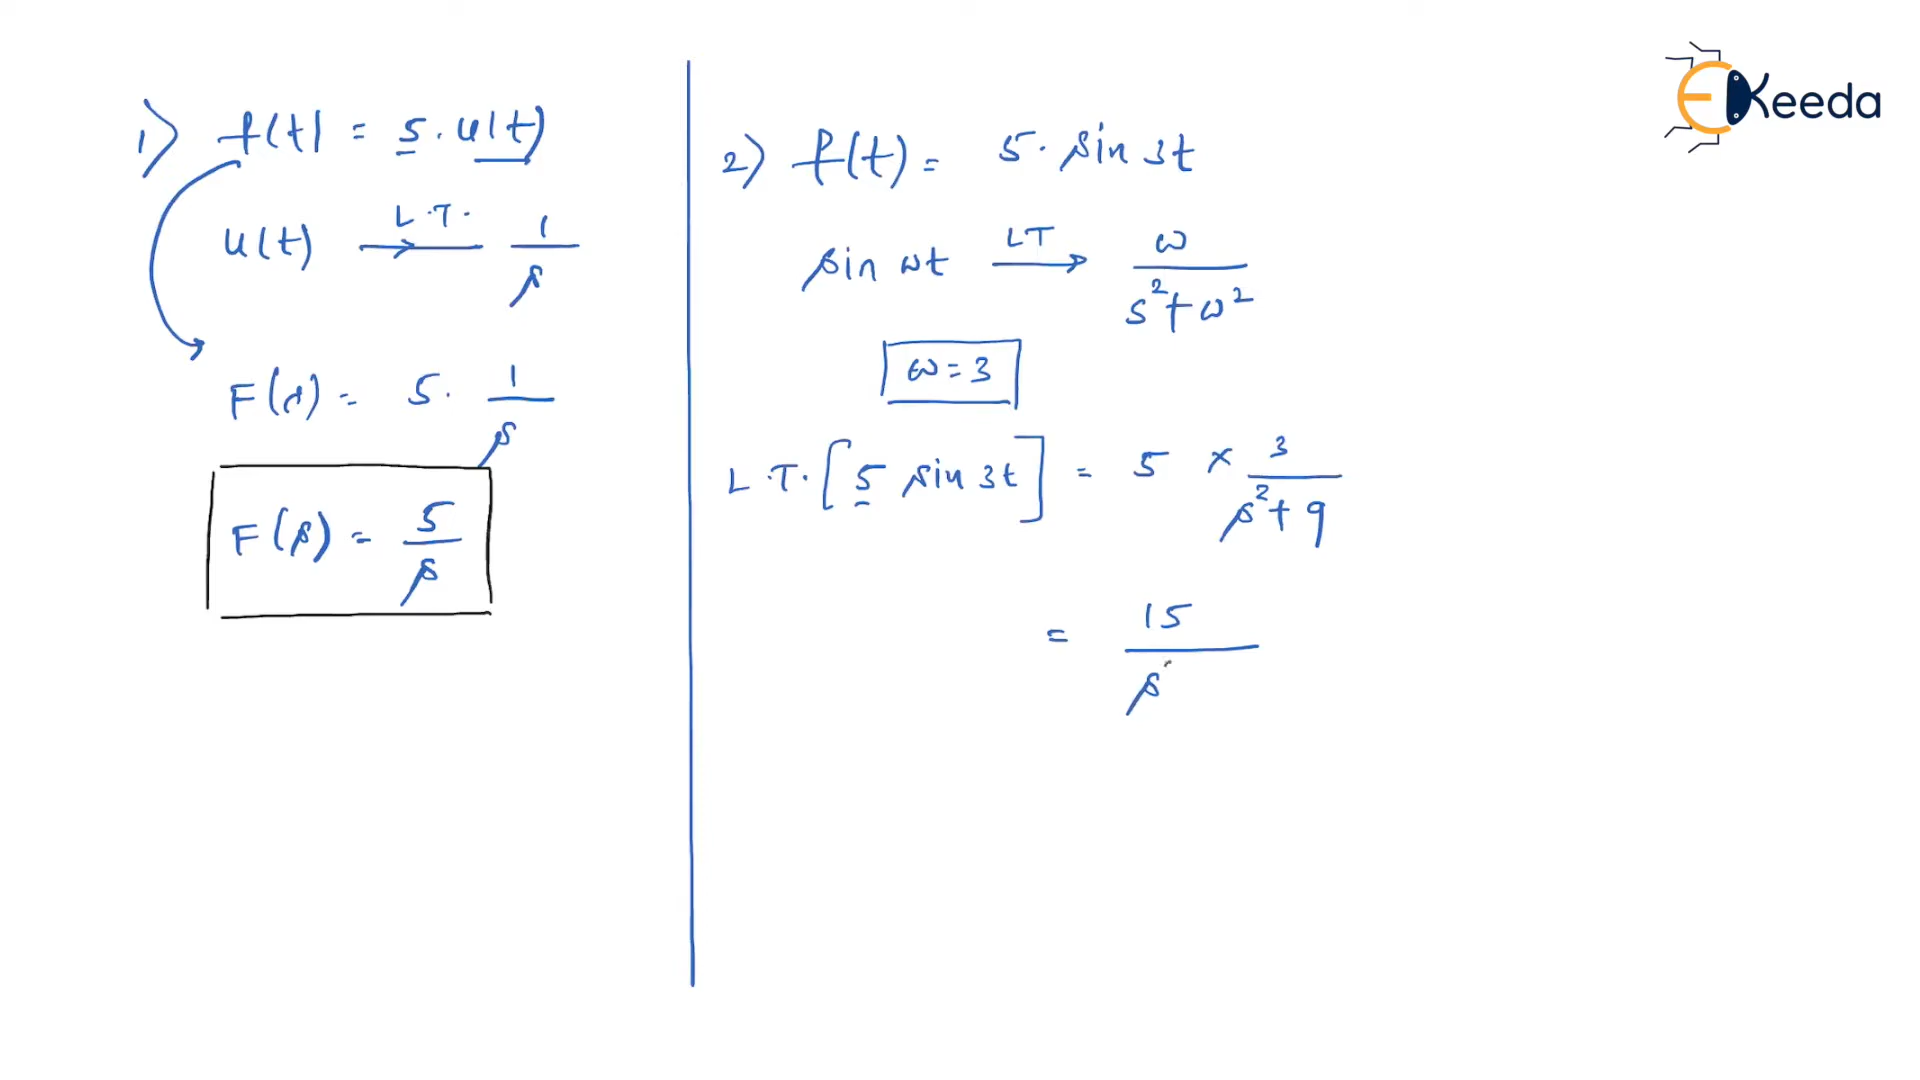 1) f(t) = 5 . u(t)
u(t) L.T. → 1/s
F(s) = 5 . 1/s
F(s) = 5/s
2) f(t) = 5 . sin 3t
sin ωt LT → ω/(s²+ω²)
ω = 3
L.T. [5 sin 3t] = 5 × 3/(s²+9)
= 15/s
EKeeda